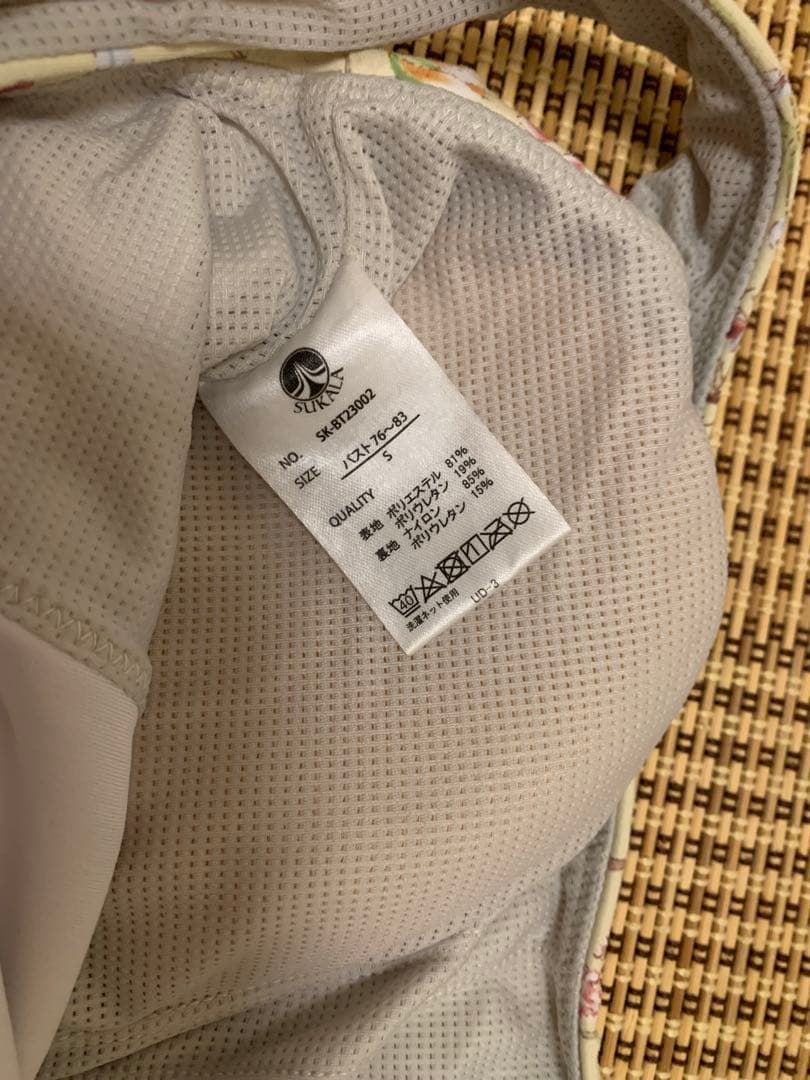 SUKALA
NO. SK-BT23002
SIZE バスト 76〜83
S
QUALITY
表地 ポリエステル 81%
ポリウレタン 19%
裏地 ナイロン 85%
ポリウレタン 15%
40
洗濯ネット使用 UD-3